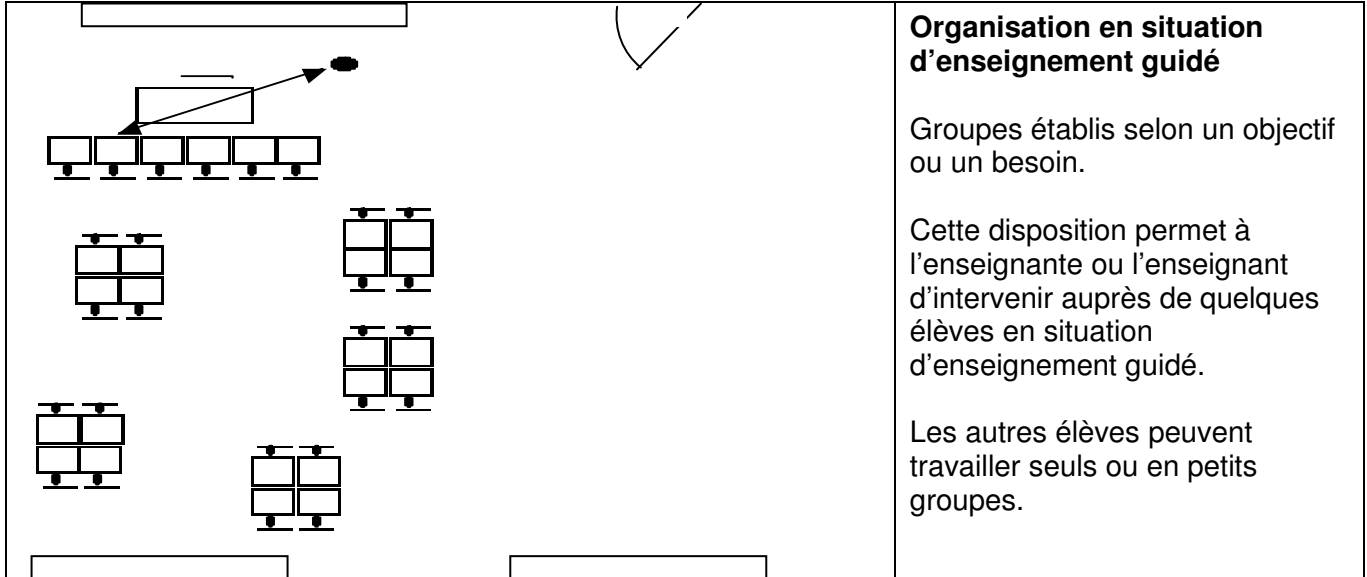 Organisation en situation
d’enseignement guidé
Groupes établis selon un objectif
ou un besoin.
Cette disposition permet à
l’enseignante ou l’enseignant
d’intervenir auprès de quelques
élèves en situation
d’enseignement guidé.
Les autres élèves peuvent
travailler seuls ou en petits
groupes.